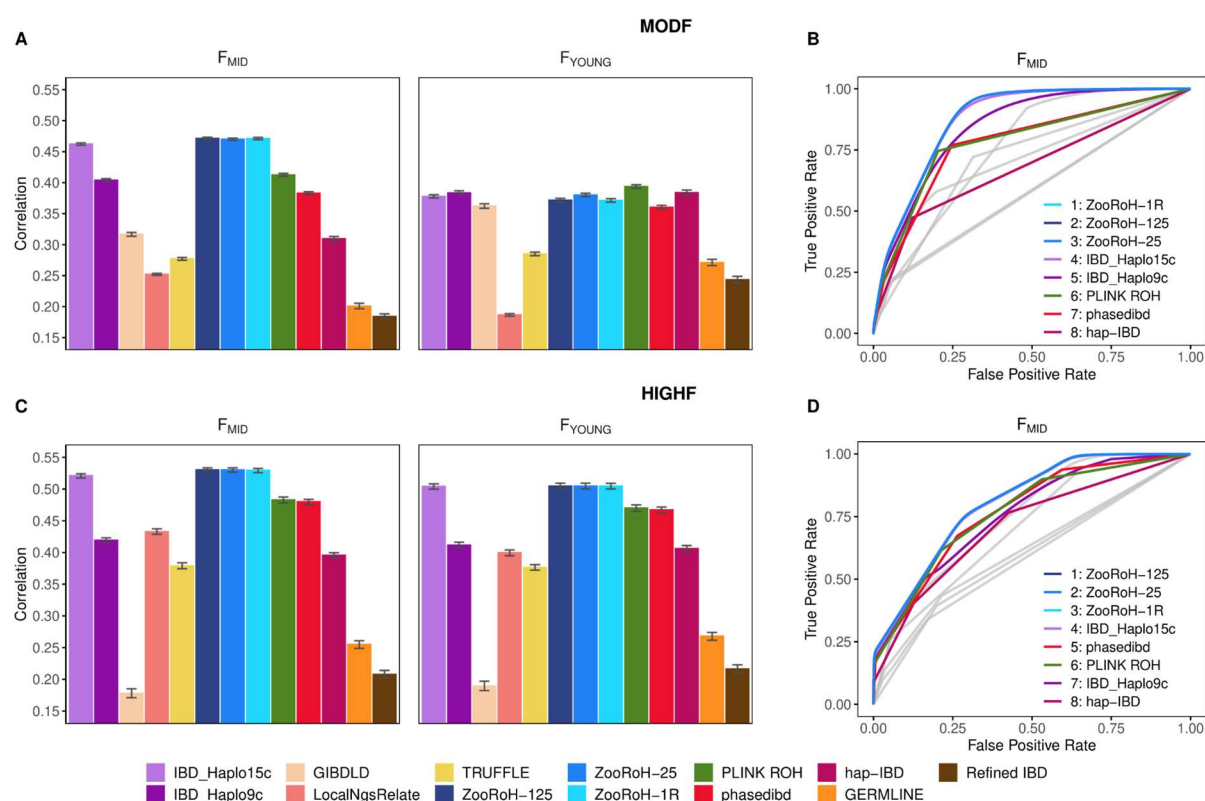 MODF
A
F_MID
F_YOUNG
Correlation
0.55
0.50
0.45
0.40
0.35
0.30
0.25
0.20
0.15
B
F_MID
True Positive Rate
1.00
0.75
0.50
0.25
0.00
1: ZooRoH-1R
2: ZooRoH-125
3: ZooRoH-25
4: IBD_Haplo15c
5: IBD_Haplo9c
6: PLINK ROH
7: phasedibd
8: hap-IBD
0.00 0.25 0.50 0.75 1.00
False Positive Rate
HIGHF
C
F_MID
F_YOUNG
Correlation
0.55
0.50
0.45
0.40
0.35
0.30
0.25
0.20
0.15
D
F_MID
True Positive Rate
1.00
0.75
0.50
0.25
0.00
1: ZooRoH-125
2: ZooRoH-25
3: ZooRoH-1R
4: IBD_Haplo15c
5: phasedibd
6: PLINK ROH
7: IBD_Haplo9c
8: hap-IBD
0.00 0.25 0.50 0.75 1.00
False Positive Rate
IBD_Haplo15c GIBDLD TRUFFLE ZooRoH-25 PLINK ROH hap-IBD Refined IBD
IBD_Haplo9c LocalNgsRelate ZooRoH-125 ZooRoH-1R phasedibd GERMLINE